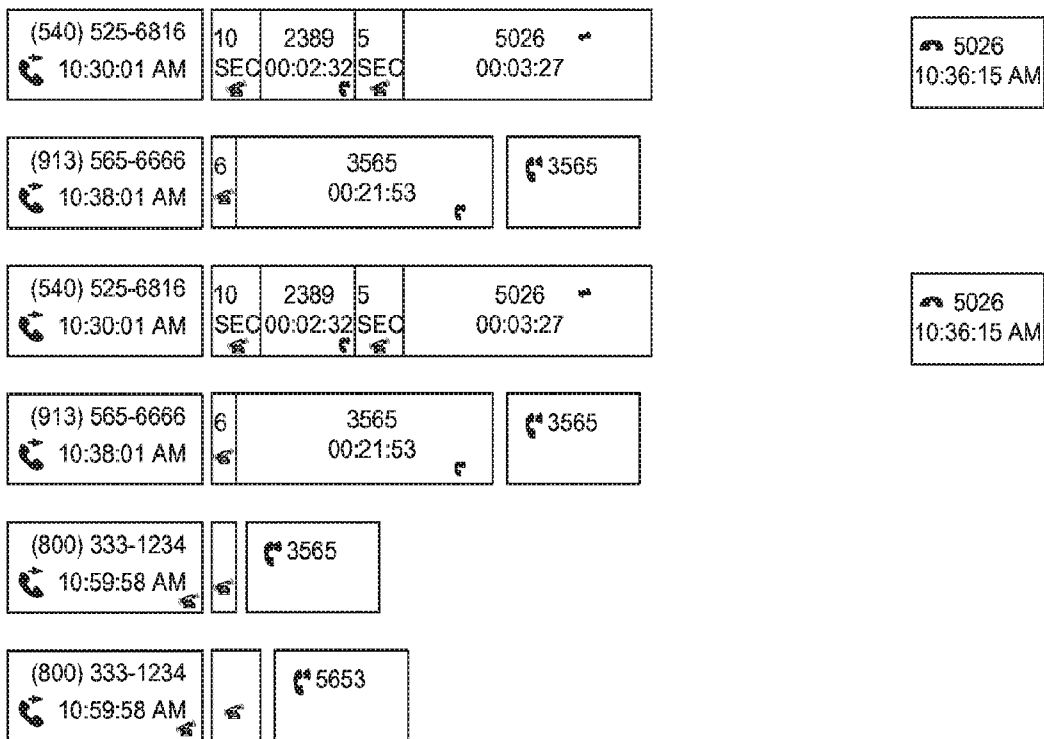 (540) 525-6816 10 2389 5 5026 5026
10:30:01 AM SEC 00:02:32 SEC 00:03:27 10:36:15 AM
(913) 565-6666 6 3565 3565
10:38:01 AM 00:21:53
(540) 525-6816 10 2389 5 5026 5026
10:30:01 AM SEC 00:02:32 SEC 00:03:27 10:36:15 AM
(913) 565-6666 6 3565 3565
10:38:01 AM 00:21:53
(800) 333-1234 3565
10:59:58 AM
(800) 333-1234 5653
10:59:58 AM